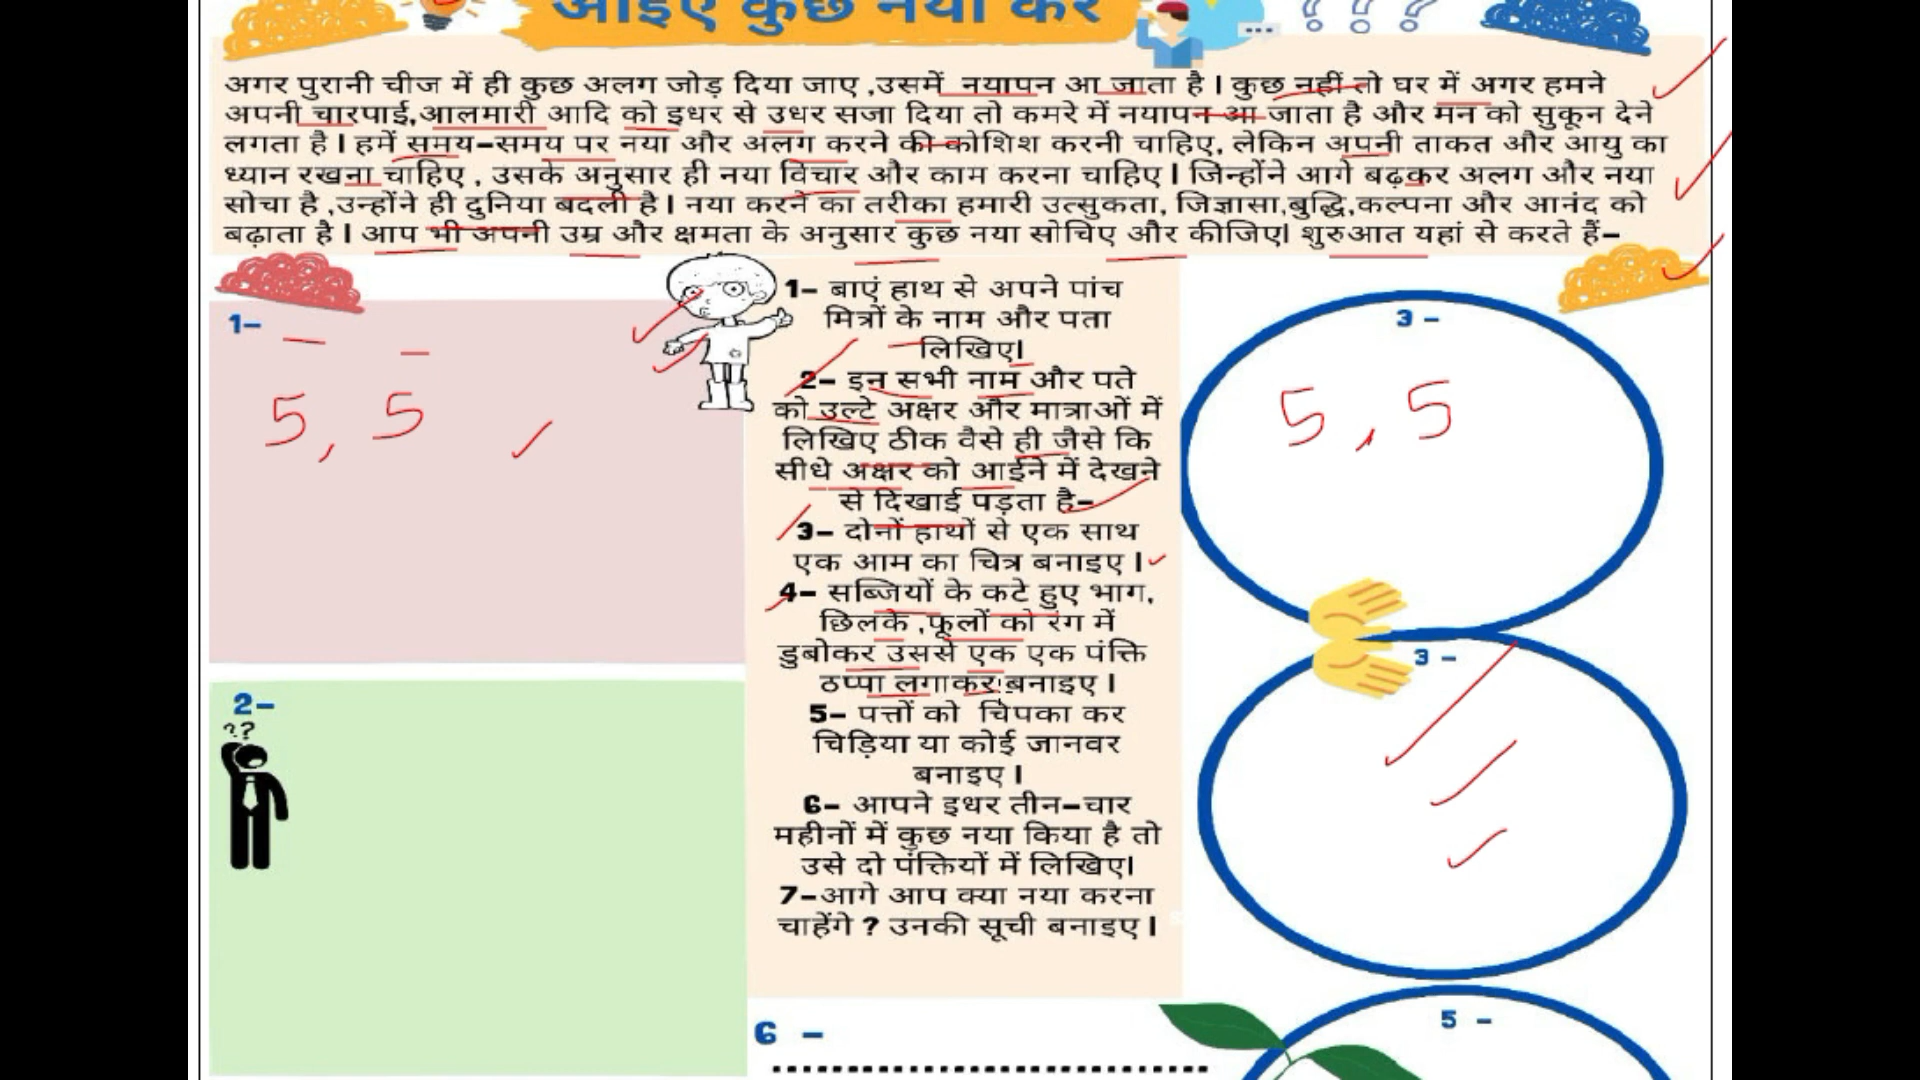 आइए कुछ नया करें
अगर पुरानी चीज में ही कुछ अलग जोड़ दिया जाए ,उसमें नयापन आ जाता है । कुछ नहीं तो घर में अगर हमने
अपनी चारपाई,आलमारी आदि को इधर से उधर सजा दिया तो कमरे में नयापन आ जाता है और मन को सुकून देने
लगता है । हमें समय–समय पर नया और अलग करने की कोशिश करनी चाहिए, लेकिन अपनी ताकत और आयु का
ध्यान रखना चाहिए , उसके अनुसार ही नया विचार और काम करना चाहिए । जिन्होंने आगे बढ़कर अलग और नया
सोचा है ,उन्होंने ही दुनिया बदली है । नया करने का तरीका हमारी उत्सुकता, जिज्ञासा,बुद्धि,कल्पना और आनंद को
बढ़ाता है । आप भी अपनी उम्र और क्षमता के अनुसार कुछ नया सोचिए और कीजिए। शुरुआत यहां से करते हैं–
1–
5, 5
2–
??
1– बाएं हाथ से अपने पांच
मित्रों के नाम और पता
लिखिए।
2– इन सभी नाम और पते
को उल्टे अक्षर और मात्राओं में
लिखिए ठीक वैसे ही जैसे कि
सीधे अक्षर को आईने में देखने
से दिखाई पड़ता है–
3– दोनों हाथों से एक साथ
एक आम का चित्र बनाइए ।
4– सब्जियों के कटे हुए भाग,
छिलके ,फूलों को रंग में
डुबोकर उससे एक एक पंक्ति
ठप्पा लगाकर बनाइए ।
5– पत्तों को चिपका कर
चिड़िया या कोई जानवर
बनाइए ।
6– आपने इधर तीन–चार
महीनों में कुछ नया किया है तो
उसे दो पंक्तियों में लिखिए।
7–आगे आप क्या नया करना
चाहेंगे ? उनकी सूची बनाइए ।
3 –
5, 5
3 –
5 –
6 –